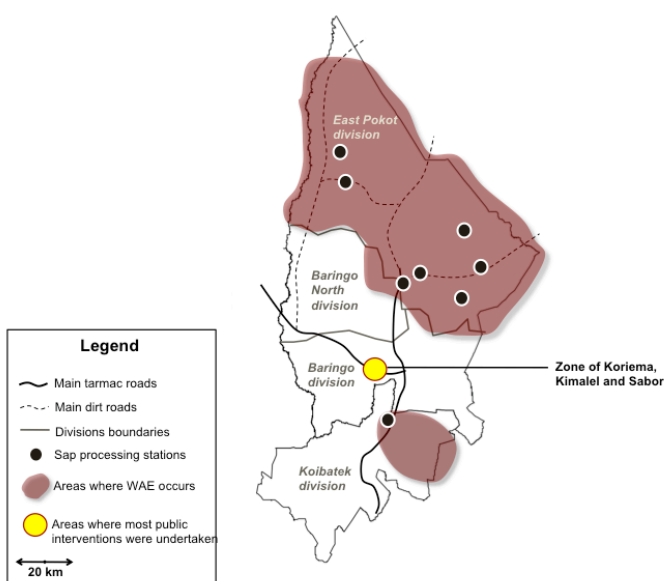 East Pokot
division
Baringo
North
division
Baringo
division
Zone of Koriema,
Kimalel and Sabor
Koibatek
division
Legend
Main tarmac roads
Main dirt roads
Divisions boundaries
Sap processing stations
Areas where WAE occurs
Areas where most public
interventions were undertaken
20 km